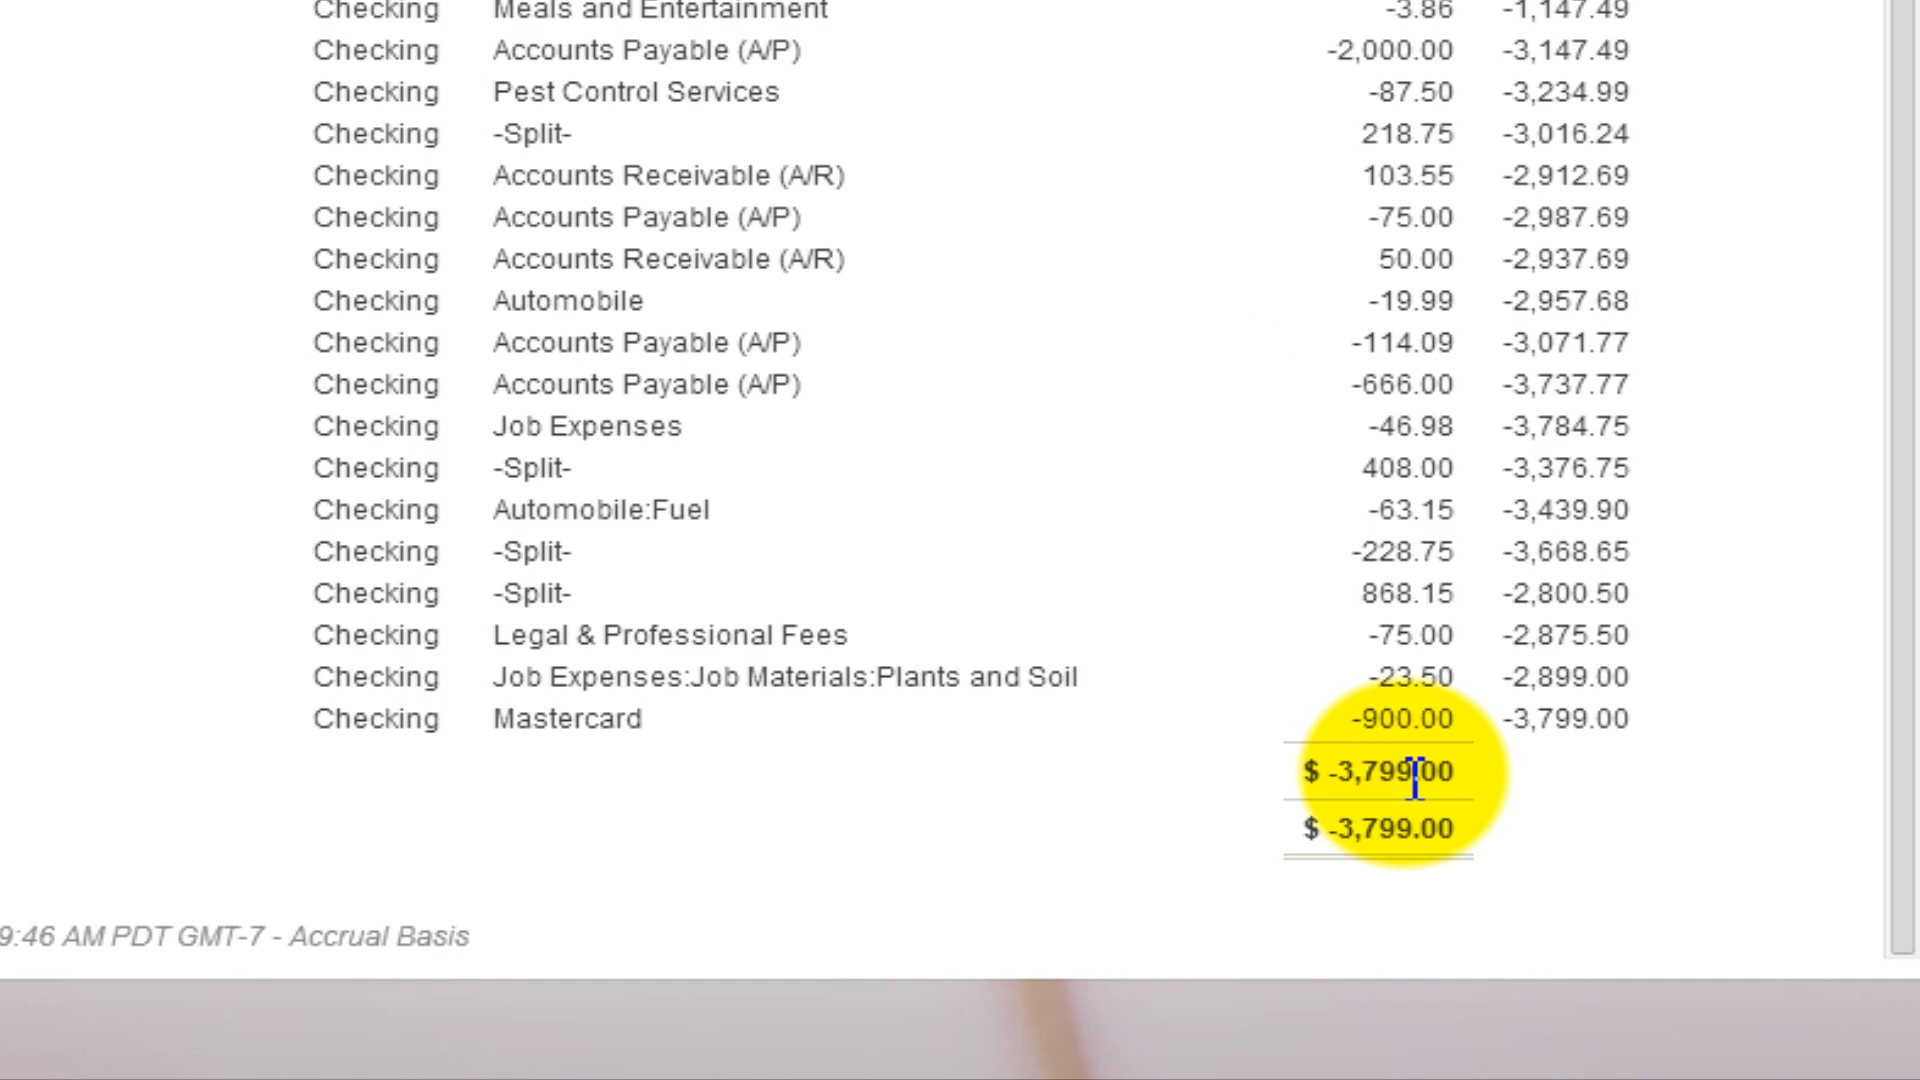 Checking Meals and Entertainment -3.86 -1,147.49
Checking Accounts Payable (A/P) -2,000.00 -3,147.49
Checking Pest Control Services -87.50 -3,234.99
Checking -Split- 218.75 -3,016.24
Checking Accounts Receivable (A/R) 103.55 -2,912.69
Checking Accounts Payable (A/P) -75.00 -2,987.69
Checking Accounts Receivable (A/R) 50.00 -2,937.69
Checking Automobile -19.99 -2,957.68
Checking Accounts Payable (A/P) -114.09 -3,071.77
Checking Accounts Payable (A/P) -666.00 -3,737.77
Checking Job Expenses -46.98 -3,784.75
Checking -Split- 408.00 -3,376.75
Checking Automobile:Fuel -63.15 -3,439.90
Checking -Split- -228.75 -3,668.65
Checking -Split- 868.15 -2,800.50
Checking Legal & Professional Fees -75.00 -2,875.50
Checking Job Expenses:Job Materials:Plants and Soil -23.50 -2,899.00
Checking Mastercard -900.00 -3,799.00
$ -3,799.00
$ -3,799.00
9:46 AM PDT GMT-7 - Accrual Basis